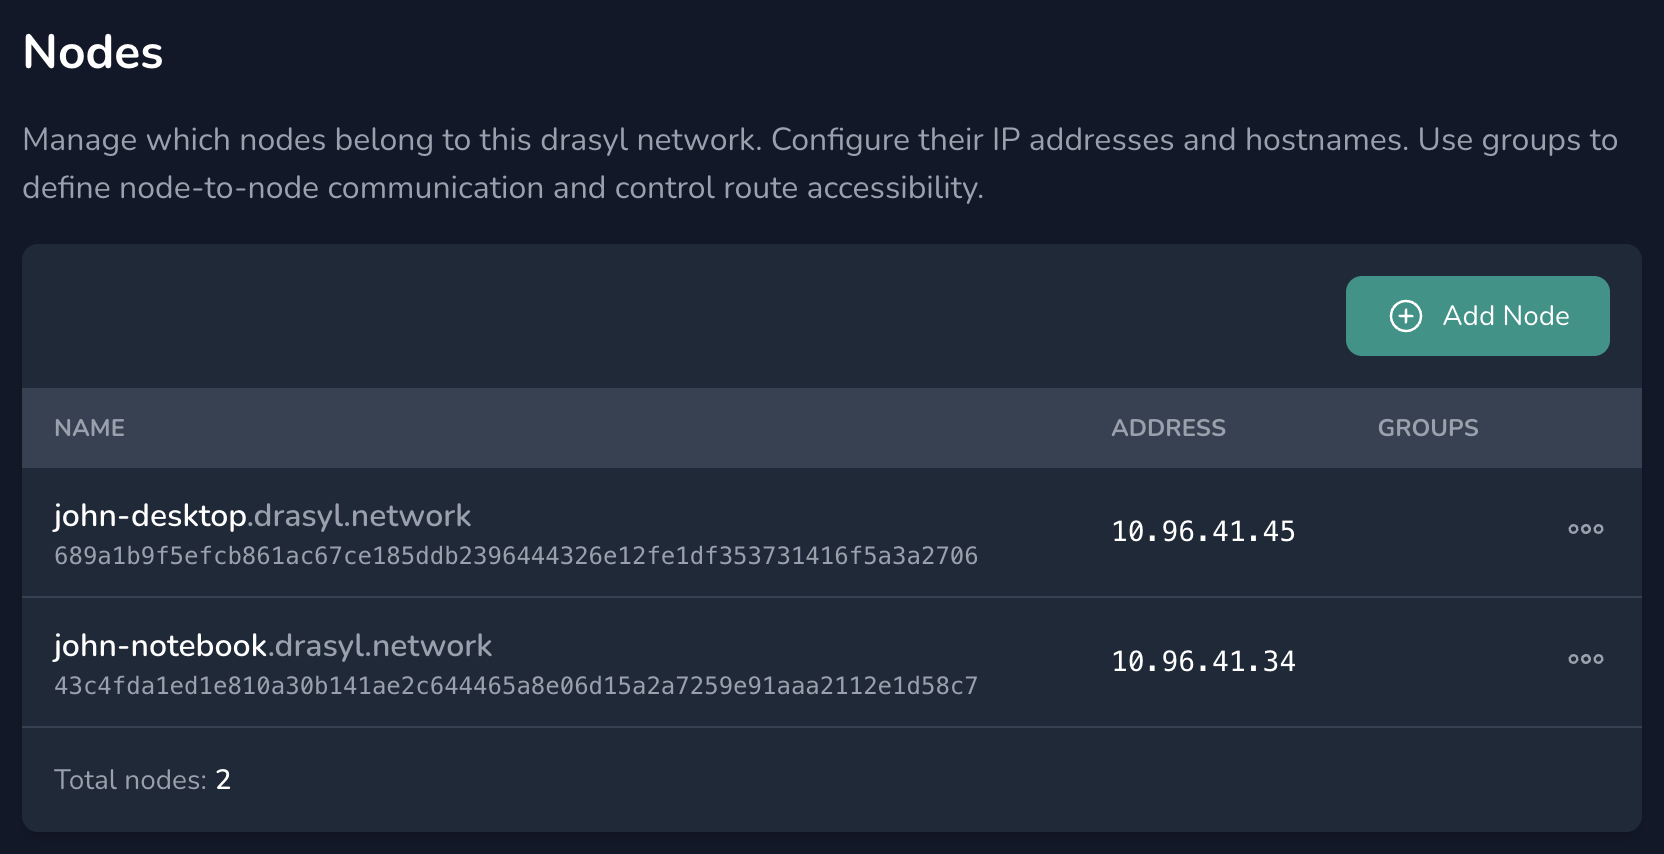 Nodes
Manage which nodes belong to this drasyl network. Configure their IP addresses and hostnames. Use groups to
define node-to-node communication and control route accessibility.
Add Node
NAME ADDRESS GROUPS
john-desktop.drasyl.network
689a1b9f5efcb861ac67ce185ddb2396444326e12fe1df353731416f5a3a2706
10.96.41.45
john-notebook.drasyl.network
43c4fda1ed1e810a30b141ae2c644465a8e06d15a2a7259e91aaa2112e1d58c7
10.96.41.34
Total nodes: 2